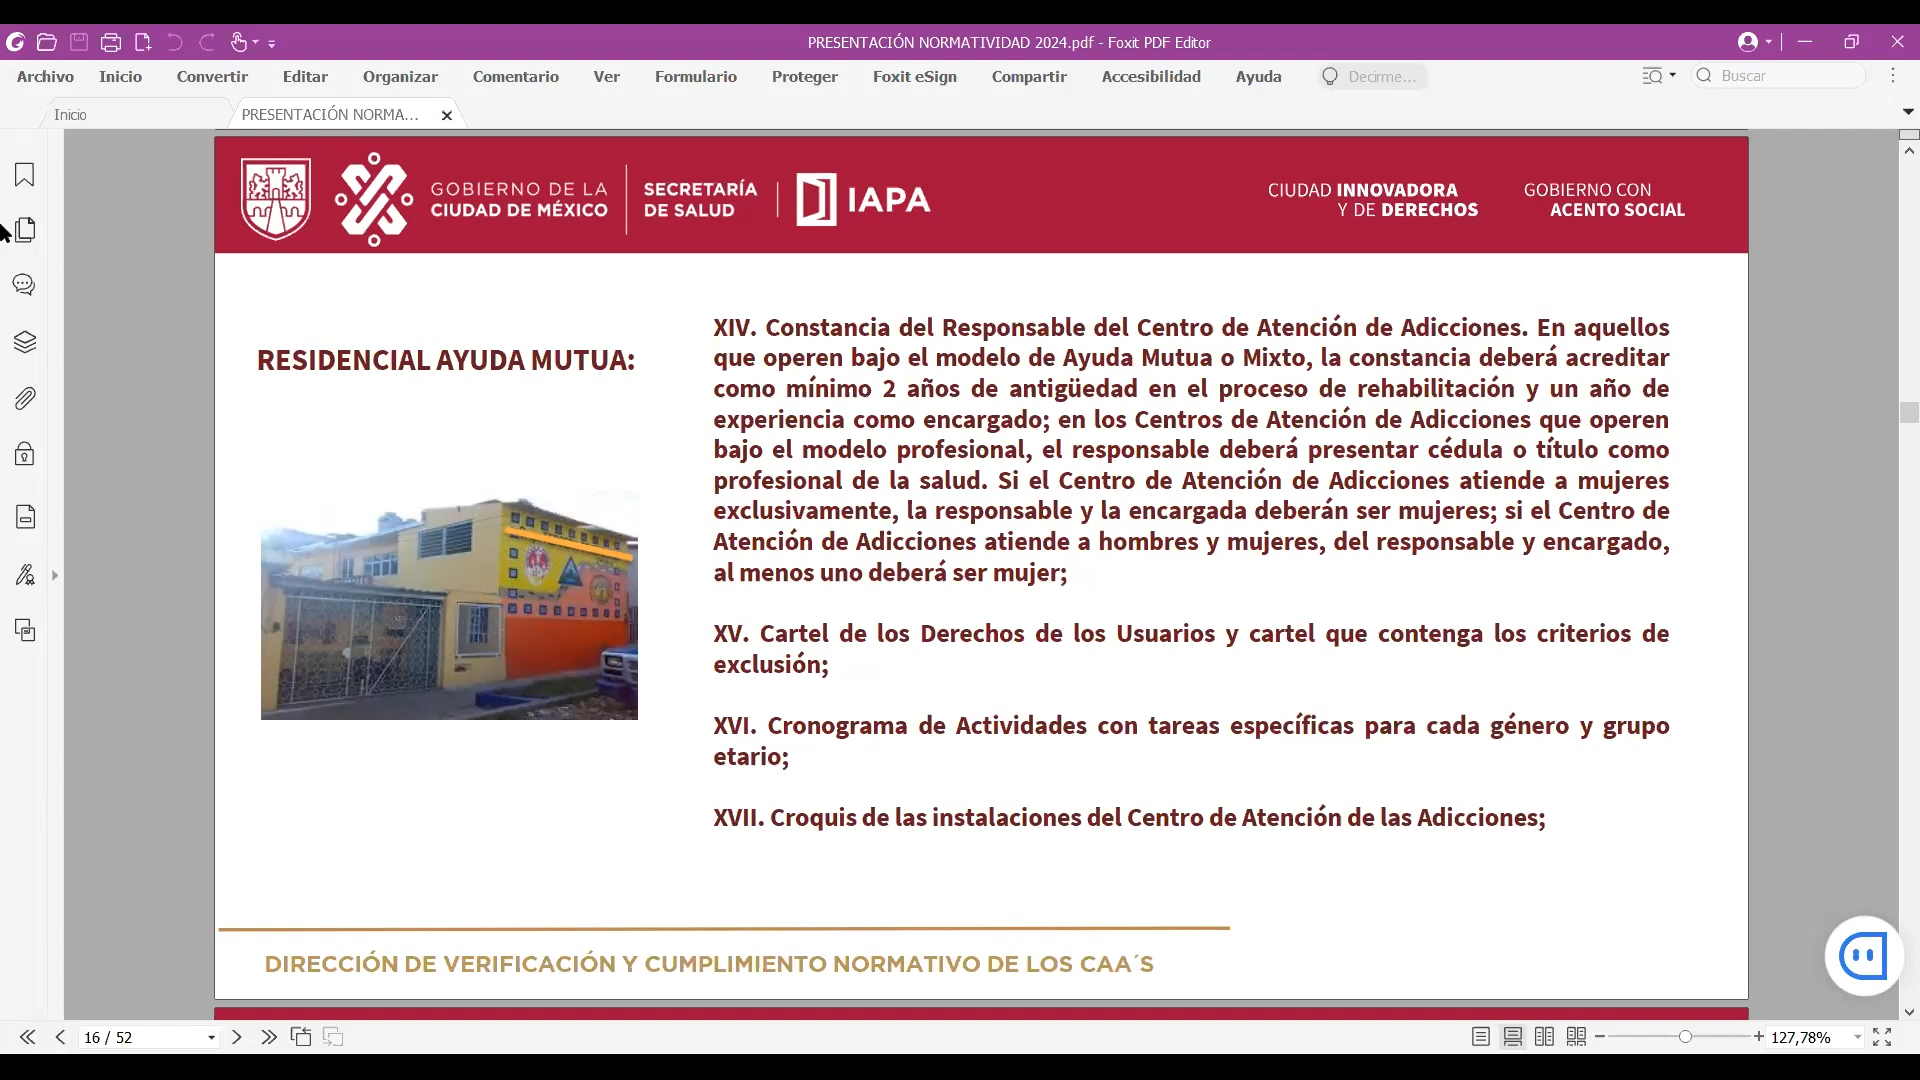 PRESENTACIÓN NORMATIVIDAD 2024.pdf - Foxit PDF Editor
Archivo Inicio Convertir Editar Organizar Comentario Ver Formulario Proteger Foxit eSign Compartir Accesibilidad Ayuda Decirme... Buscar
Inicio PRESENTACIÓN NORMA...
GOBIERNO DE LA
CIUDAD DE MÉXICO
SECRETARÍA
DE SALUD
IAPA
CIUDAD INNOVADORA
Y DE DERECHOS
GOBIERNO CON
ACENTO SOCIAL
RESIDENCIAL AYUDA MUTUA:
XIV. Constancia del Responsable del Centro de Atención de Adicciones. En aquellos
que operen bajo el modelo de Ayuda Mutua o Mixto, la constancia deberá acreditar
como mínimo 2 años de antigüedad en el proceso de rehabilitación y un año de
experiencia como encargado; en los Centros de Atención de Adicciones que operen
bajo el modelo profesional, el responsable deberá presentar cédula o título como
profesional de la salud. Si el Centro de Atención de Adicciones atiende a mujeres
exclusivamente, la responsable y la encargada deberán ser mujeres; si el Centro de
Atención de Adicciones atiende a hombres y mujeres, del responsable y encargado,
al menos uno deberá ser mujer;
XV. Cartel de los Derechos de los Usuarios y cartel que contenga los criterios de
exclusión;
XVI. Cronograma de Actividades con tareas específicas para cada género y grupo
etario;
XVII. Croquis de las instalaciones del Centro de Atención de las Adicciones;
DIRECCIÓN DE VERIFICACIÓN Y CUMPLIMIENTO NORMATIVO DE LOS CAA´S
16 / 52
127,78%